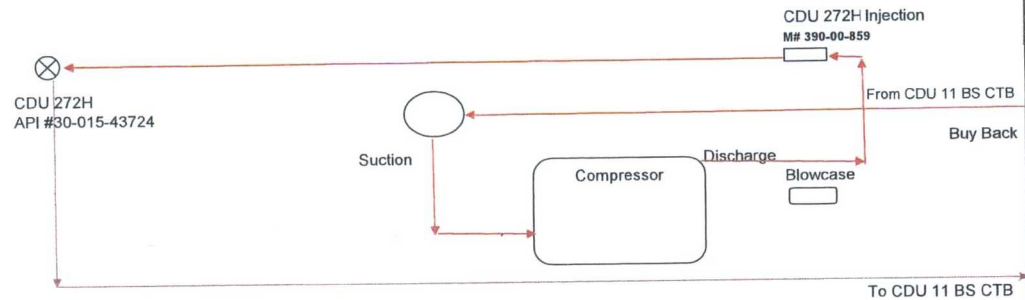 CDU 272H Injection
M# 390-00-859
CDU 272H
API #30-015-43724
From CDU 11 BS CTB
Buy Back
Suction
Discharge
Compressor
Blowcase
To CDU 11 BS CTB